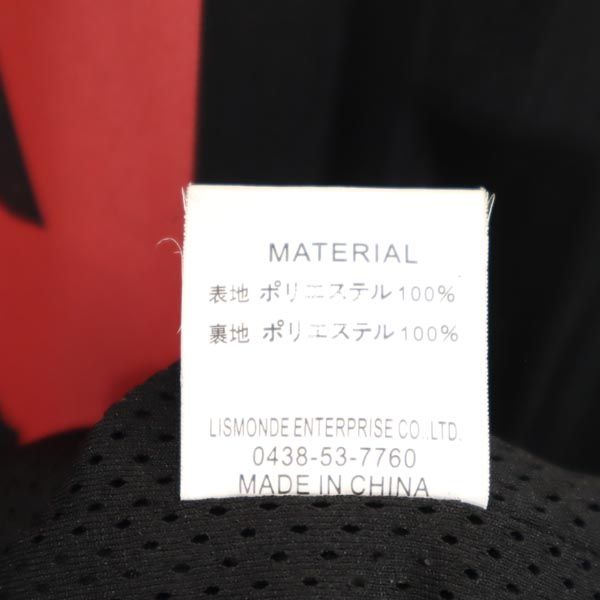 MATERIAL
表地 ポリエステル100%
裏地 ポリエステル100%
LISMONDE ENTERPRISE CO.,LTD.
0438-53-7760
MADE IN CHINA